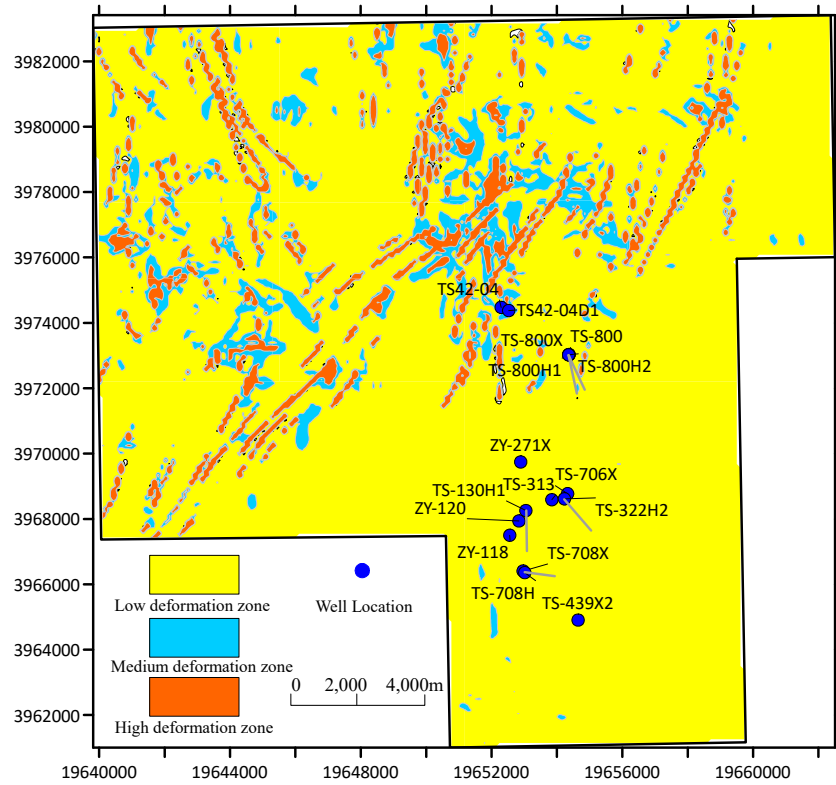 3982000
3980000
3978000
3976000
3974000
3972000
3970000
3968000
3966000
3964000
3962000
TS42-04
TS42-04D1
TS-800X TS-800
TS-800H1 TS-800H2
ZY-271X
TS-313 TS-706X
TS-130H1
ZY-120 TS-322H2
ZY-118 TS-708X
TS-708H
TS-439X2
Low deformation zone
Medium deformation zone
High deformation zone
Well Location
0 2,000 4,000m
19640000 19644000 19648000 19652000 19656000 19660000